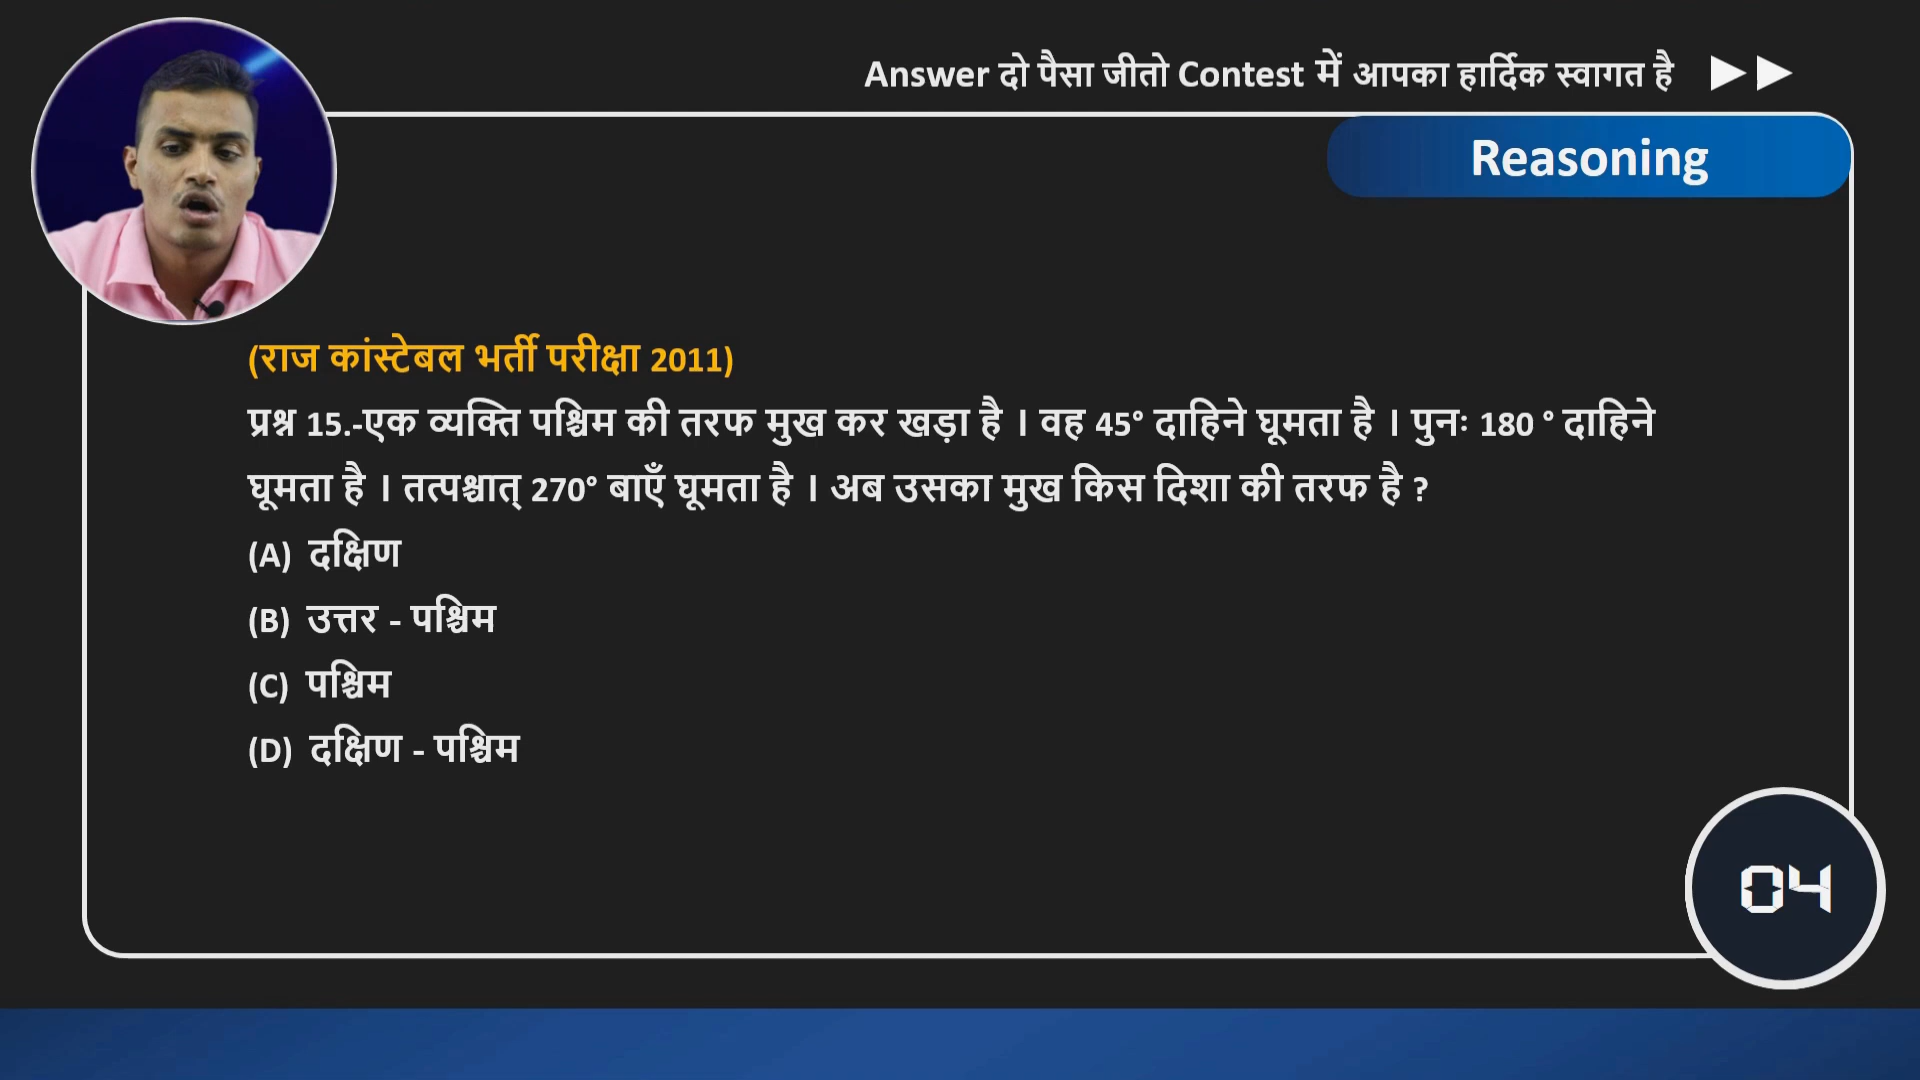 Answer दो पैसा जीतो Contest में आपका हार्दिक स्वागत है
Reasoning
(राज कांस्टेबल भर्ती परीक्षा 2011)
प्रश्न 15.-एक व्यक्ति पश्चिम की तरफ मुख कर खड़ा है । वह 45° दाहिने घूमता है । पुनः 180 ° दाहिने
घूमता है । तत्पश्चात् 270° बाएँ घूमता है । अब उसका मुख किस दिशा की तरफ है ?
(A) दक्षिण
(B) उत्तर - पश्चिम
(C) पश्चिम
(D) दक्षिण - पश्चिम
04